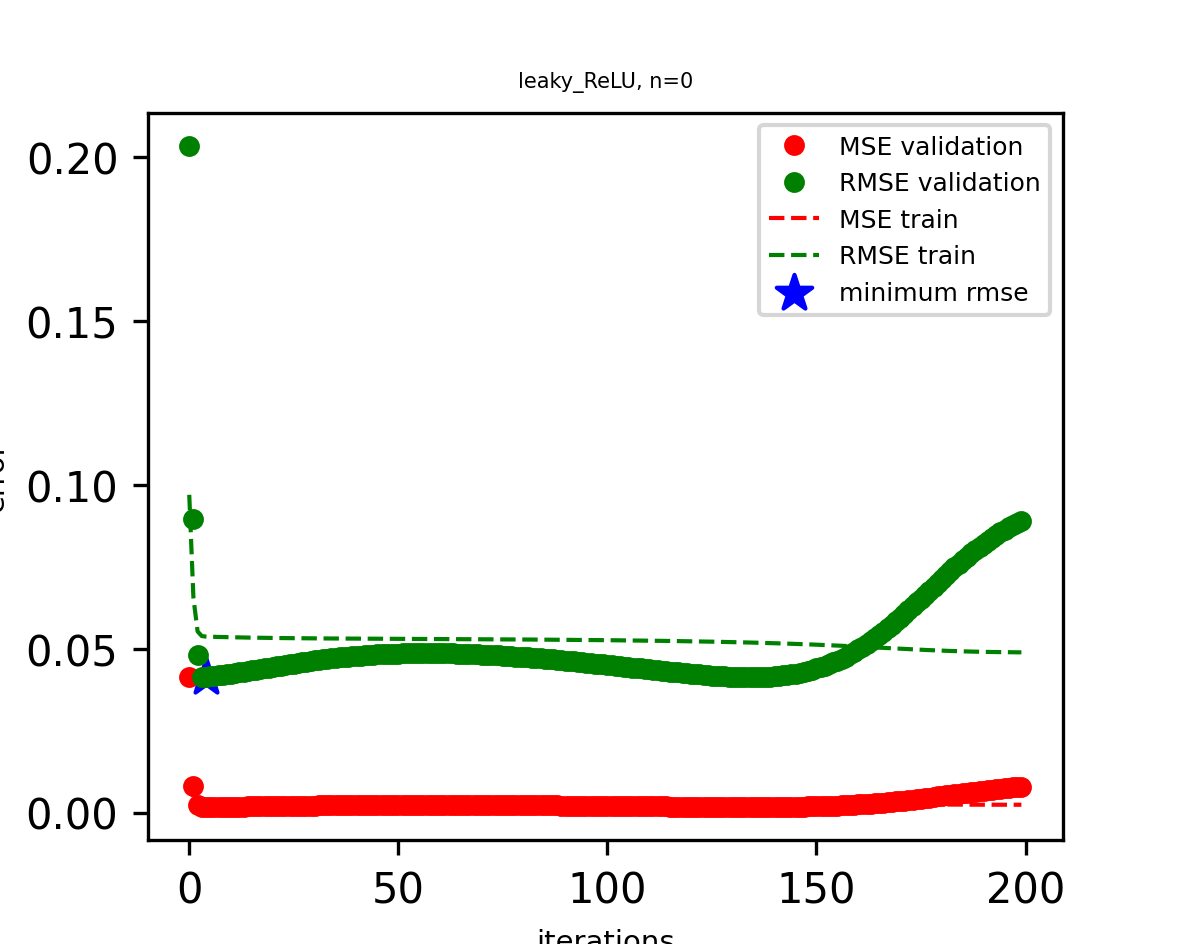 leaky_ReLU, n=0
MSE validation
RMSE validation
MSE train
RMSE train
minimum rmse
0.20
0.15
0.10
0.05
0.00
0 50 100 150 200
iterations